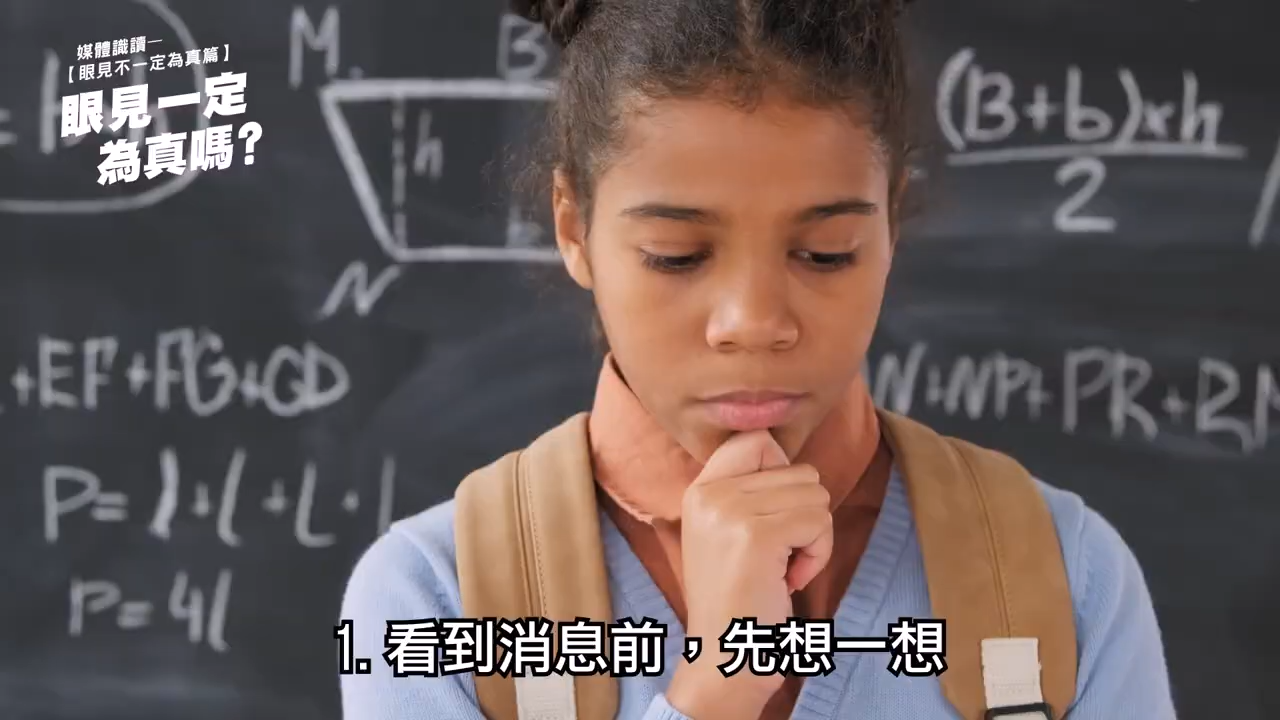 媒體識讀—
【眼見不一定為真篇】
眼見一定
為真嗎？
M
B
h
(B+b)×h
2
N
+EF+FG+GD
N+NP+PR+RM
P=l+l+l+l
P=4l
1. 看到消息前，先想一想